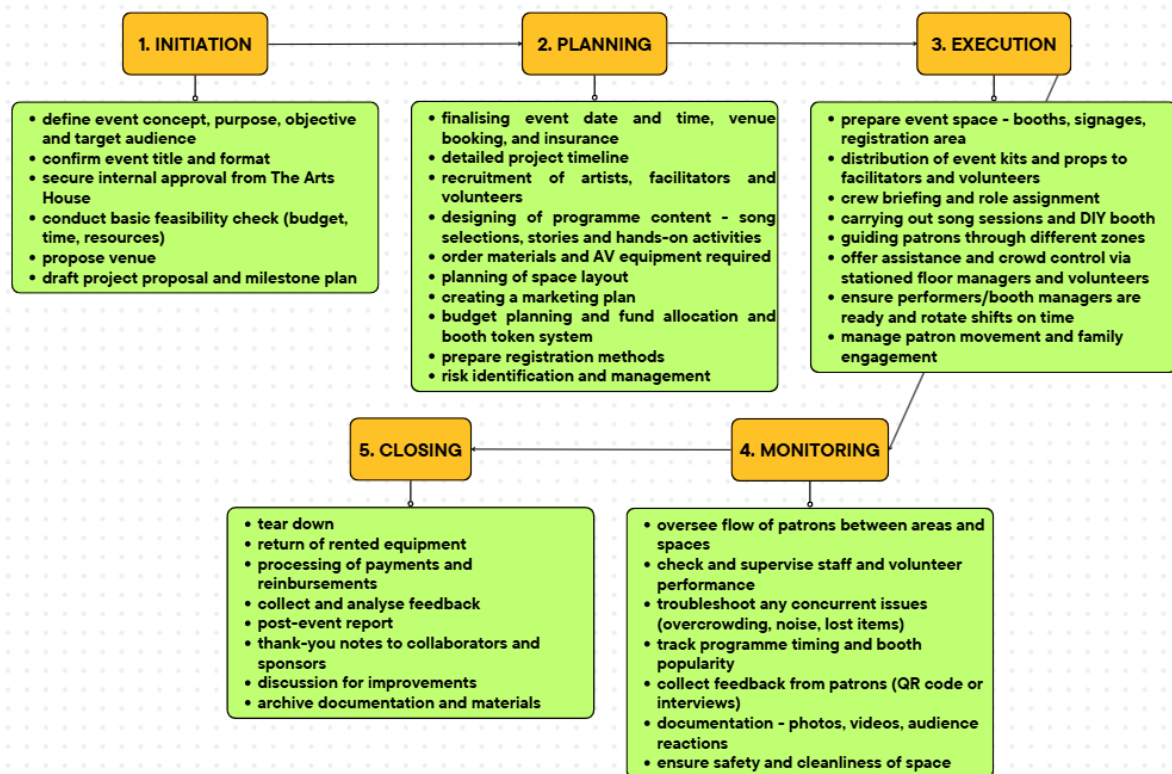 1. INITIATION
2. PLANNING
3. EXECUTION
• define event concept, purpose, objective
and target audience
• confirm event title and format
• secure internal approval from The Arts
House
• conduct basic feasibility check (budget,
time, resources)
• propose venue
• draft project proposal and milestone plan
• finalising event date and time, venue
booking, and insurance
• detailed project timeline
• recruitment of artists, facilitators and
volunteers
• designing of programme content - song
selections, stories and hands-on activities
• order materials and AV equipment required
• planning of space layout
• creating a marketing plan
• budget planning and fund allocation and
booth token system
• prepare registration methods
• risk identification and management
• prepare event space - booths, signages,
registration area
• distribution of event kits and props to
facilitators and volunteers
• crew briefing and role assignment
• carrying out song sessions and DIY booth
• guiding patrons through different zones
• offer assistance and crowd control via
stationed floor managers and volunteers
• ensure performers/booth managers are
ready and rotate shifts on time
• manage patron movement and family
engagement
5. CLOSING
4. MONITORING
• tear down
• return of rented equipment
• processing of payments and
reimbursements
• collect and analyse feedback
• post-event report
• thank-you notes to collaborators and
sponsors
• discussion for improvements
• archive documentation and materials
• oversee flow of patrons between areas and
spaces
• check and supervise staff and volunteer
performance
• troubleshoot any concurrent issues
(overcrowding, noise, lost items)
• track programme timing and booth
popularity
• collect feedback from patrons (QR code or
interviews)
• documentation - photos, videos, audience
reactions
• ensure safety and cleanliness of space